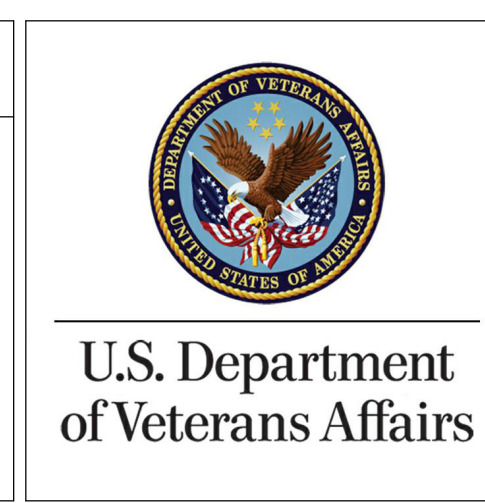 DEPARTMENT OF VETERANS AFFAIRS
UNITED STATES OF AMERICA
U.S. Department
of Veterans Affairs